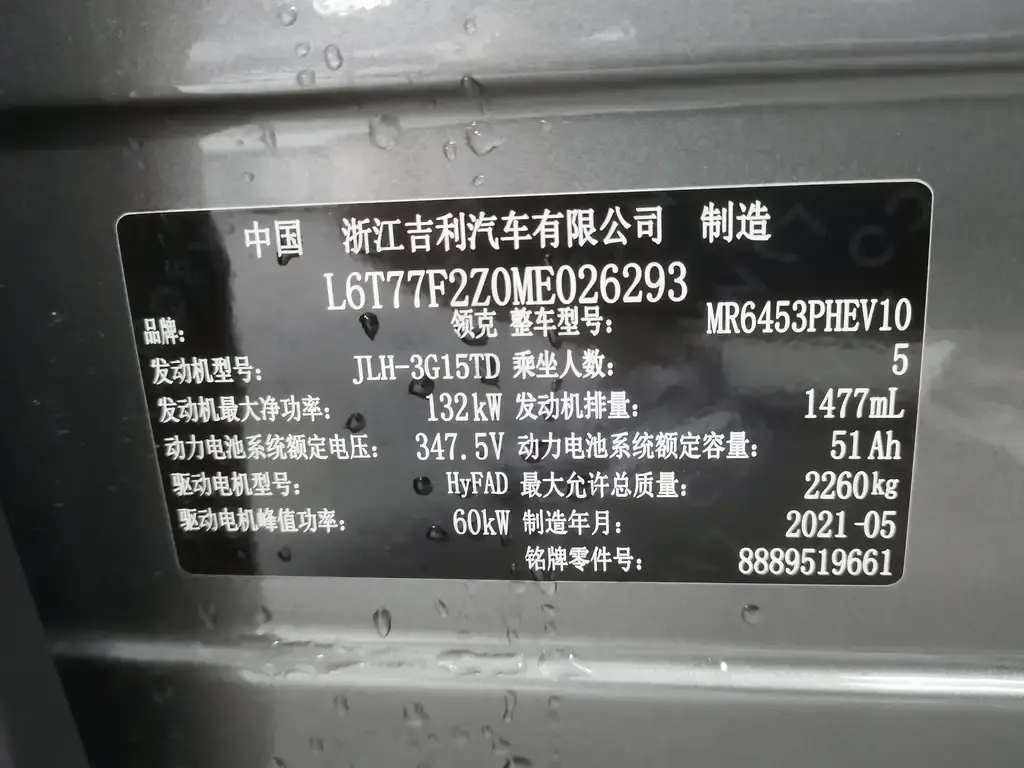 中国 浙江吉利汽车有限公司 制造
L6T77F2Z0ME026293
品牌: 领克 整车型号: MR6453PHEV10
发动机型号: JLH-3G15TD 乘坐人数: 5
发动机最大净功率: 132kW 发动机排量: 1477mL
动力电池系统额定电压: 347.5V 动力电池系统额定容量: 51Ah
驱动电机型号: HyFAD 最大允许总质量: 2260kg
驱动电机峰值功率: 60kW 制造年月: 2021-05
铭牌零件号: 8889519661